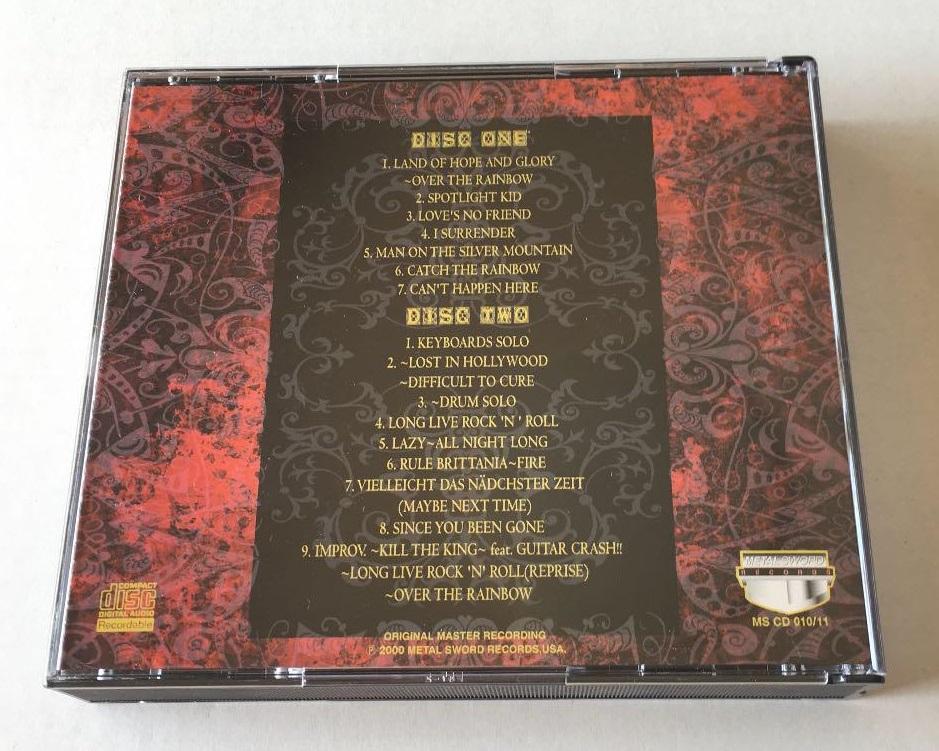 DISC ONE
1. LAND OF HOPE AND GLORY
~OVER THE RAINBOW
2. SPOTLIGHT KID
3. LOVE'S NO FRIEND
4. I SURRENDER
5. MAN ON THE SILVER MOUNTAIN
6. CATCH THE RAINBOW
7. CAN'T HAPPEN HERE
DISC TWO
1. KEYBOARDS SOLO
2. ~LOST IN HOLLYWOOD
~DIFFICULT TO CURE
3. ~DRUM SOLO
4. LONG LIVE ROCK 'N' ROLL
5. LAZY~ALL NIGHT LONG
6. RULE BRITTANIA~FIRE
7. VIELLEICHT DAS NÄDCHSTER ZEIT
(MAYBE NEXT TIME)
8. SINCE YOU BEEN GONE
9. IMPROV. ~KILL THE KING~ feat. GUITAR CRASH!!
~LONG LIVE ROCK 'N' ROLL(REPRISE)
~OVER THE RAINBOW
COMPACT
disc
DIGITAL AUDIO
Recordable
METAL SWORD
RECORDS
MS CD 010/11
ORIGINAL MASTER RECORDING
℗ 2000 METAL SWORD RECORDS,USA.